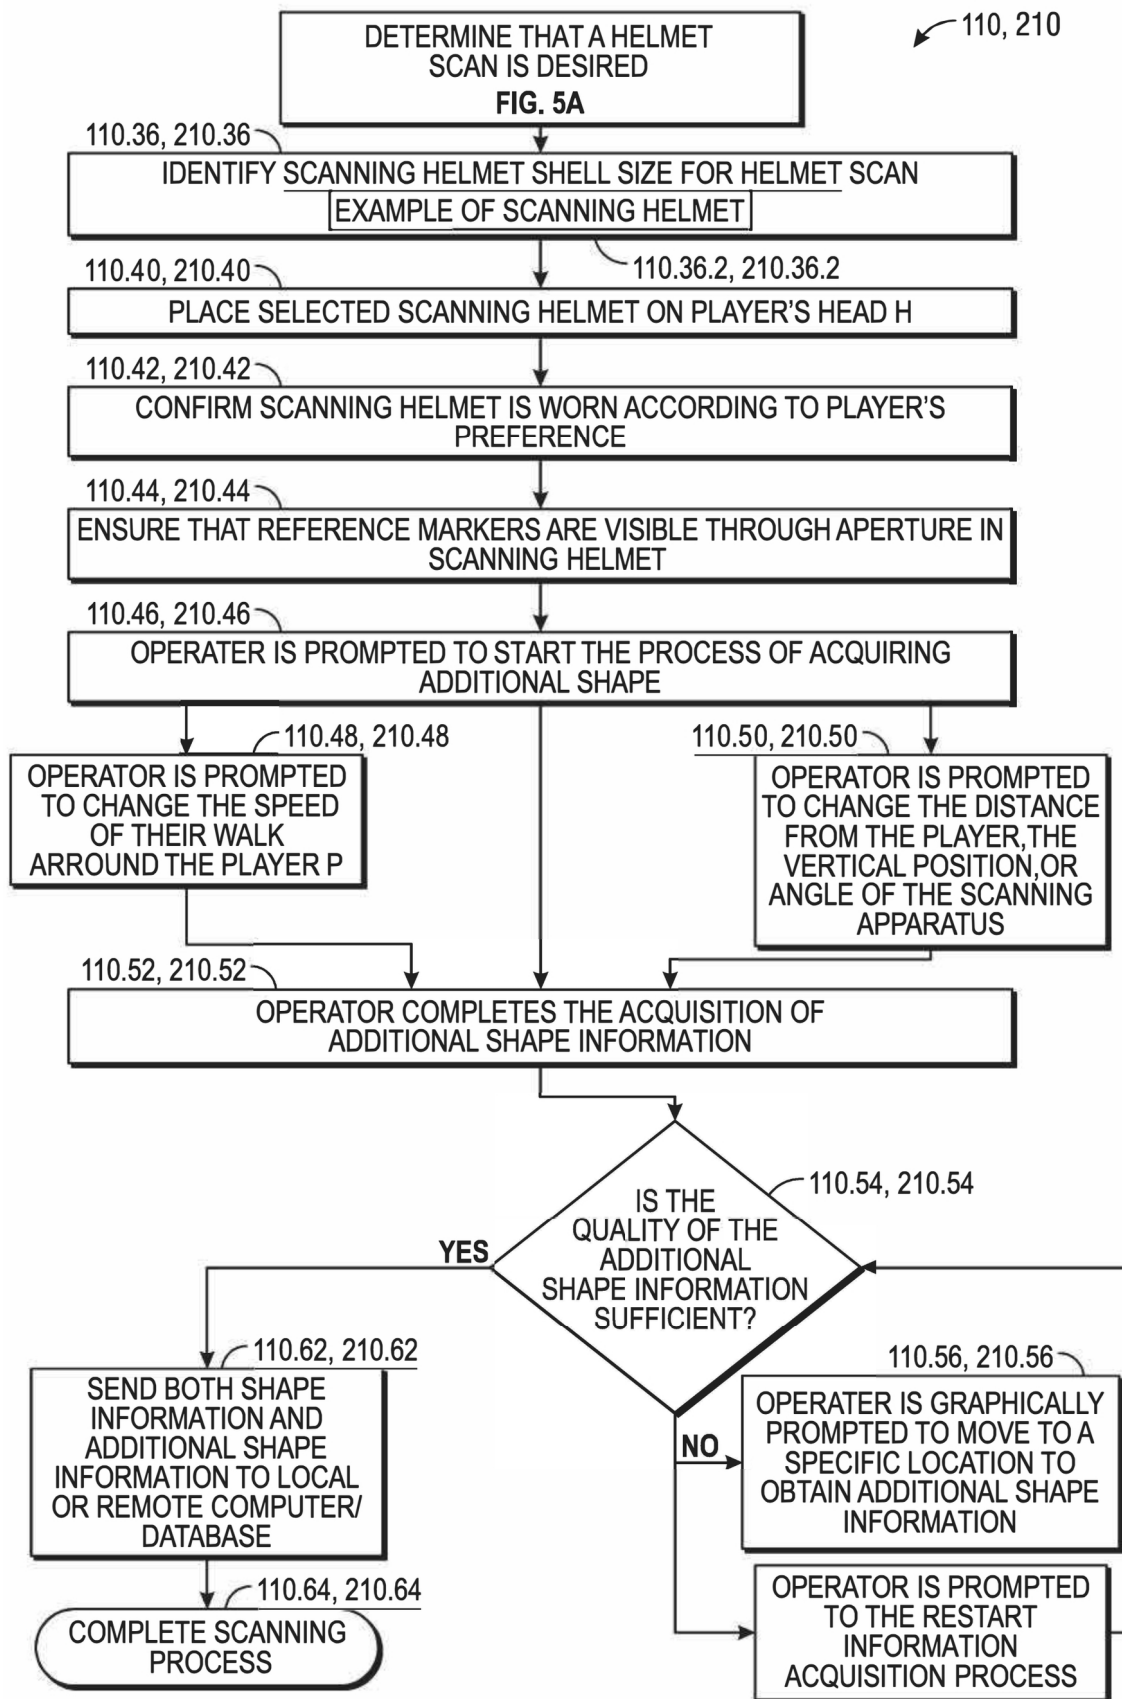 110, 210
DETERMINE THAT A HELMET
SCAN IS DESIRED
FIG. 5A
110.36, 210.36
IDENTIFY SCANNING HELMET SHELL SIZE FOR HELMET SCAN
EXAMPLE OF SCANNING HELMET
110.36.2, 210.36.2
110.40, 210.40
PLACE SELECTED SCANNING HELMET ON PLAYER'S HEAD H
110.42, 210.42
CONFIRM SCANNING HELMET IS WORN ACCORDING TO PLAYER'S
PREFERENCE
110.44, 210.44
ENSURE THAT REFERENCE MARKERS ARE VISIBLE THROUGH APERTURE IN
SCANNING HELMET
110.46, 210.46
OPERATER IS PROMPTED TO START THE PROCESS OF ACQUIRING
ADDITIONAL SHAPE
110.48, 210.48
OPERATOR IS PROMPTED
TO CHANGE THE SPEED
OF THEIR WALK
ARROUND THE PLAYER P
110.50, 210.50
OPERATOR IS PROMPTED
TO CHANGE THE DISTANCE
FROM THE PLAYER,THE
VERTICAL POSITION,OR
ANGLE OF THE SCANNING
APPARATUS
110.52, 210.52
OPERATOR COMPLETES THE ACQUISITION OF
ADDITIONAL SHAPE INFORMATION
110.54, 210.54
IS THE
QUALITY OF THE
ADDITIONAL
SHAPE INFORMATION
SUFFICIENT?
YES
110.62, 210.62
SEND BOTH SHAPE
INFORMATION AND
ADDITIONAL SHAPE
INFORMATION TO LOCAL
OR REMOTE COMPUTER/
DATABASE
110.64, 210.64
COMPLETE SCANNING
PROCESS
NO
110.56, 210.56
OPERATER IS GRAPHICALLY
PROMPTED TO MOVE TO A
SPECIFIC LOCATION TO
OBTAIN ADDITIONAL SHAPE
INFORMATION
OPERATOR IS PROMPTED
TO THE RESTART
INFORMATION
ACQUISITION PROCESS